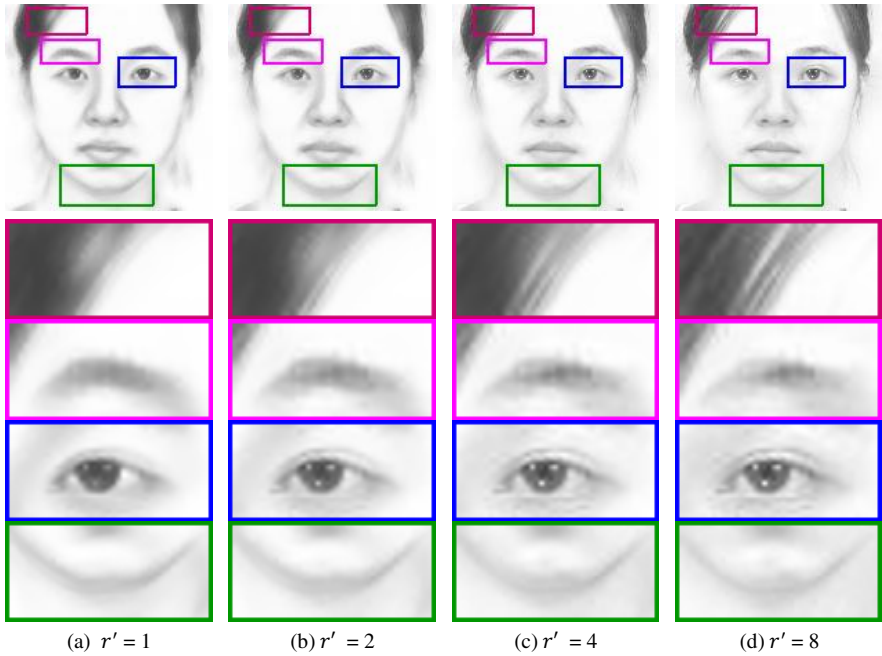 (a) r′ = 1
(b) r′ = 2
(c) r′ = 4
(d) r′ = 8